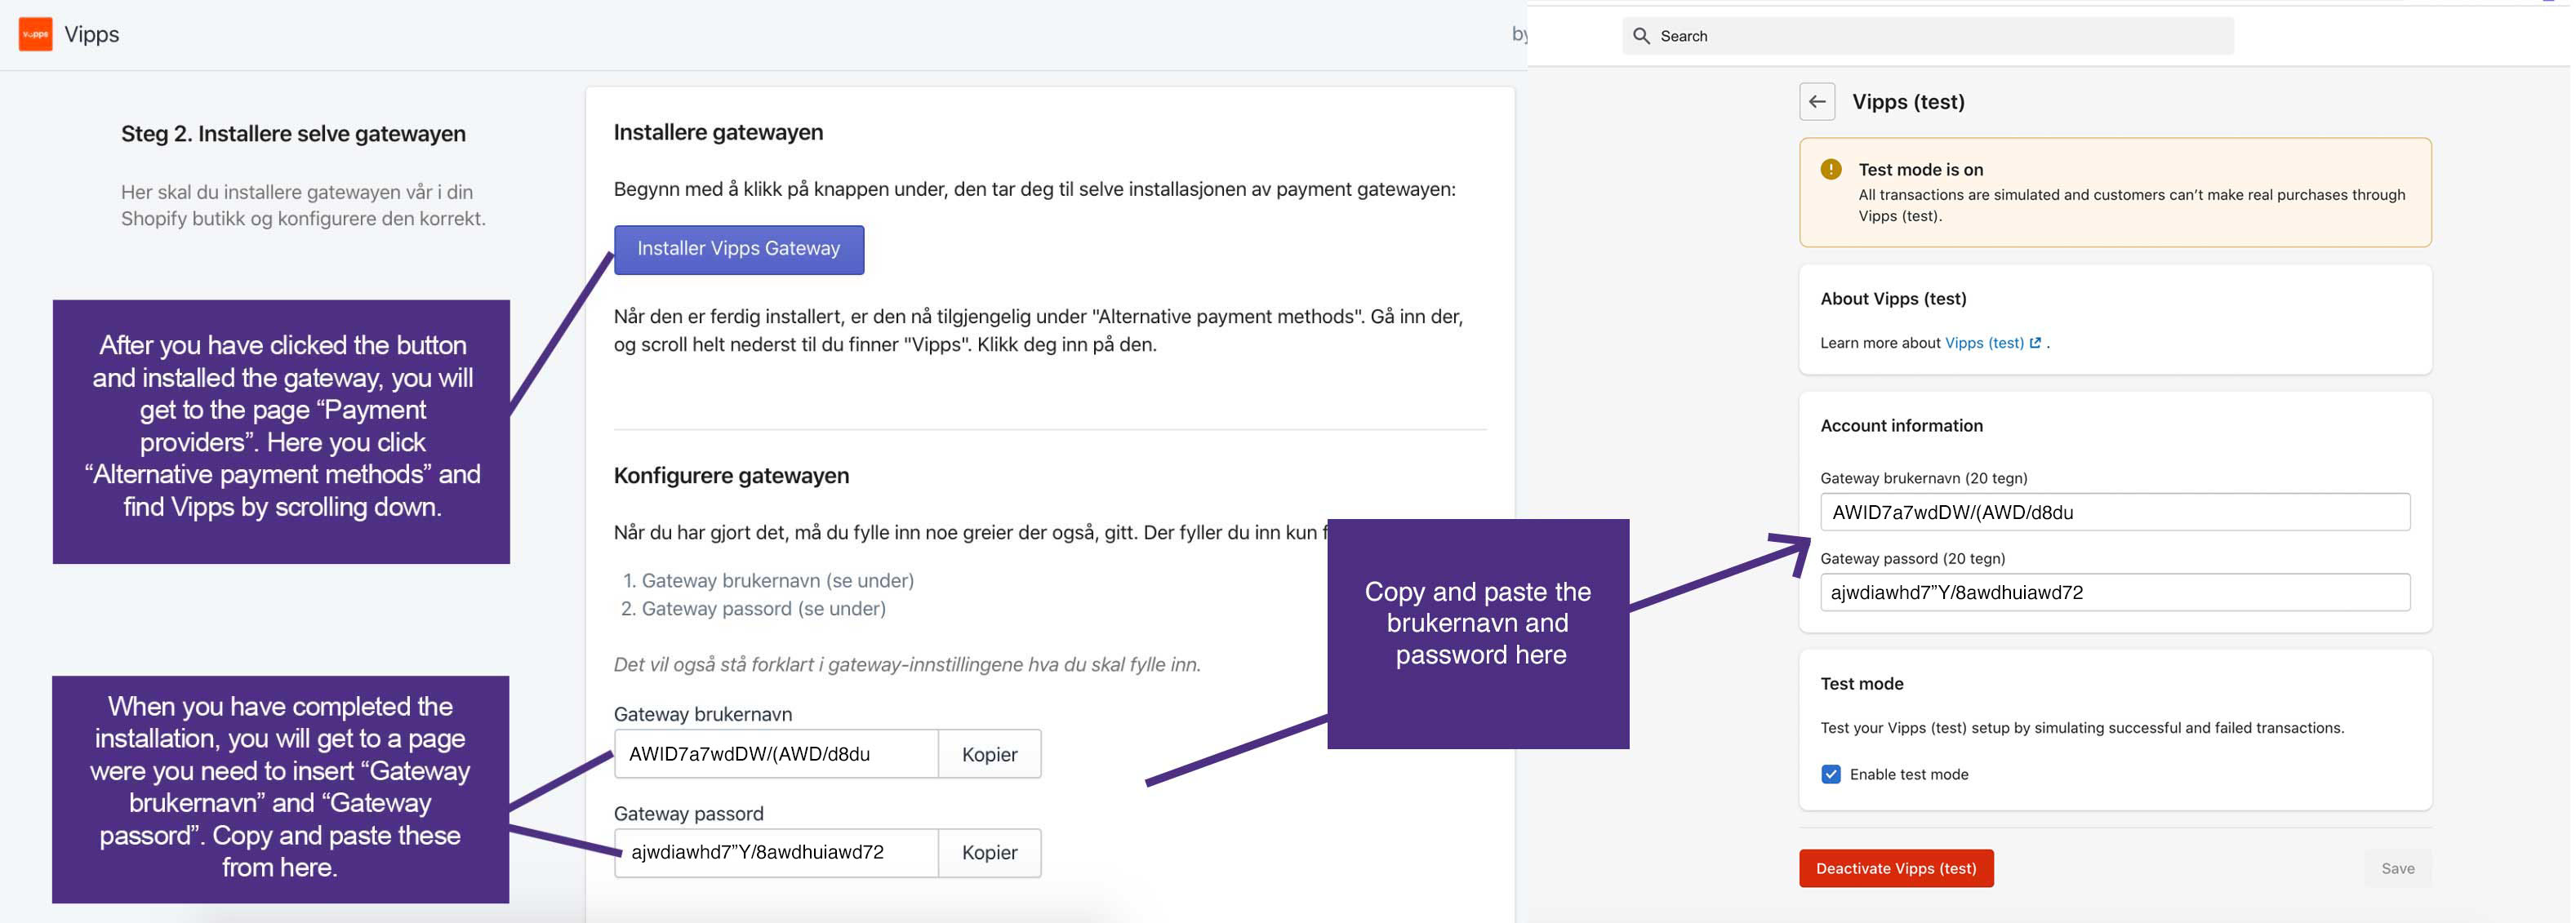 vipps
Vipps
by
Search
Steg 2. Installere selve gatewayen
Her skal du installere gatewayen vår i din
Shopify butikk og konfigurere den korrekt.
After you have clicked the button
and installed the gateway, you will
get to the page “Payment
providers”. Here you click
“Alternative payment methods” and
find Vipps by scrolling down.
When you have completed the
installation, you will get to a page
were you need to insert “Gateway
brukernavn” and “Gateway
passord”. Copy and paste these
from here.
Installere gatewayen
Begynn med å klikk på knappen under, den tar deg til selve installasjonen av payment gatewayen:
Installer Vipps Gateway
Når den er ferdig installert, er den nå tilgjengelig under "Alternative payment methods". Gå inn der,
og scroll helt nederst til du finner "Vipps". Klikk deg inn på den.
Konfigurere gatewayen
Når du har gjort det, må du fylle inn noe greier der også, gitt. Der fyller du inn kun f
1. Gateway brukernavn (se under)
2. Gateway passord (se under)
Det vil også stå forklart i gateway-innstillingene hva du skal fylle inn.
Gateway brukernavn
AWID7a7wdDW/(AWD/d8du
Kopier
Gateway passord
ajwdiawhd7”Y/8awdhuiawd72
Kopier
Copy and paste the
brukernavn and
password here
Vipps (test)
Test mode is on
All transactions are simulated and customers can’t make real purchases through
Vipps (test).
About Vipps (test)
Learn more about Vipps (test) .
Account information
Gateway brukernavn (20 tegn)
AWID7a7wdDW/(AWD/d8du
Gateway passord (20 tegn)
ajwdiawhd7”Y/8awdhuiawd72
Test mode
Test your Vipps (test) setup by simulating successful and failed transactions.
Enable test mode
Deactivate Vipps (test)
Save